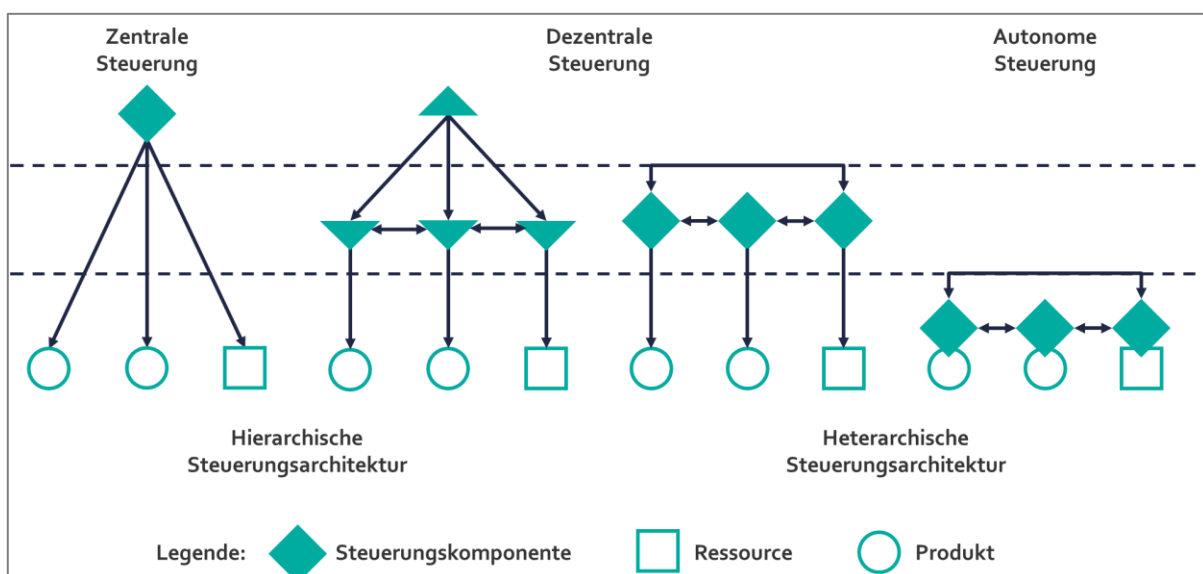 Zentrale
Steuerung
Dezentrale
Steuerung
Autonome
Steuerung
Hierarchische
Steuerungsarchitektur
Heterarchische
Steuerungsarchitektur
Legende:
Steuerungskomponente
Ressource
Produkt